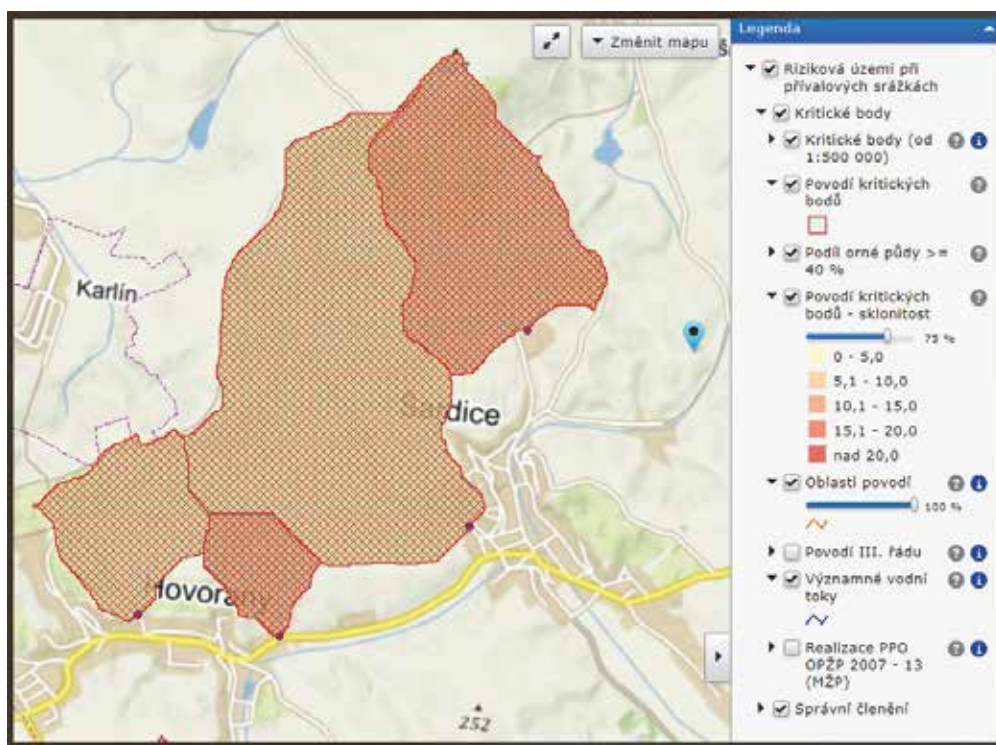 Změnit mapu
Karlín
dice
Hovorany
252
Legenda
Riziková území při
přívalových srážkách
Kritické body
Kritické body (od
1:500 000)
Povodí kritických
bodů
Podíl orné půdy >=
40 %
Povodí kritických
bodů - sklonitost
75 %
0 - 5,0
5,1 - 10,0
10,1 - 15,0
15,1 - 20,0
nad 20,0
Oblasti povodí
100 %
Povodí III. řádu
Významné vodní
toky
Realizace PPO
OPŽP 2007 - 13
(MŽP)
Správní členění